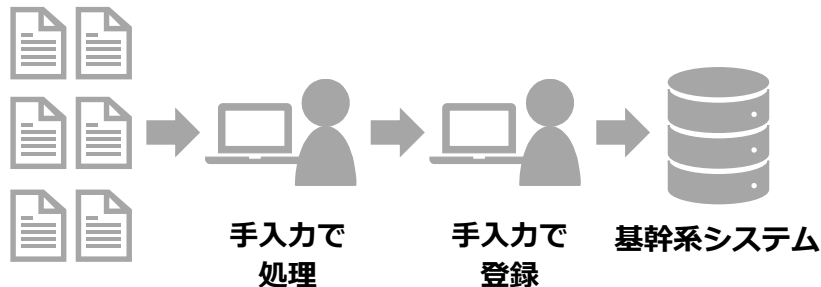 手入力で
処理
手入力で
登録
基幹系システム